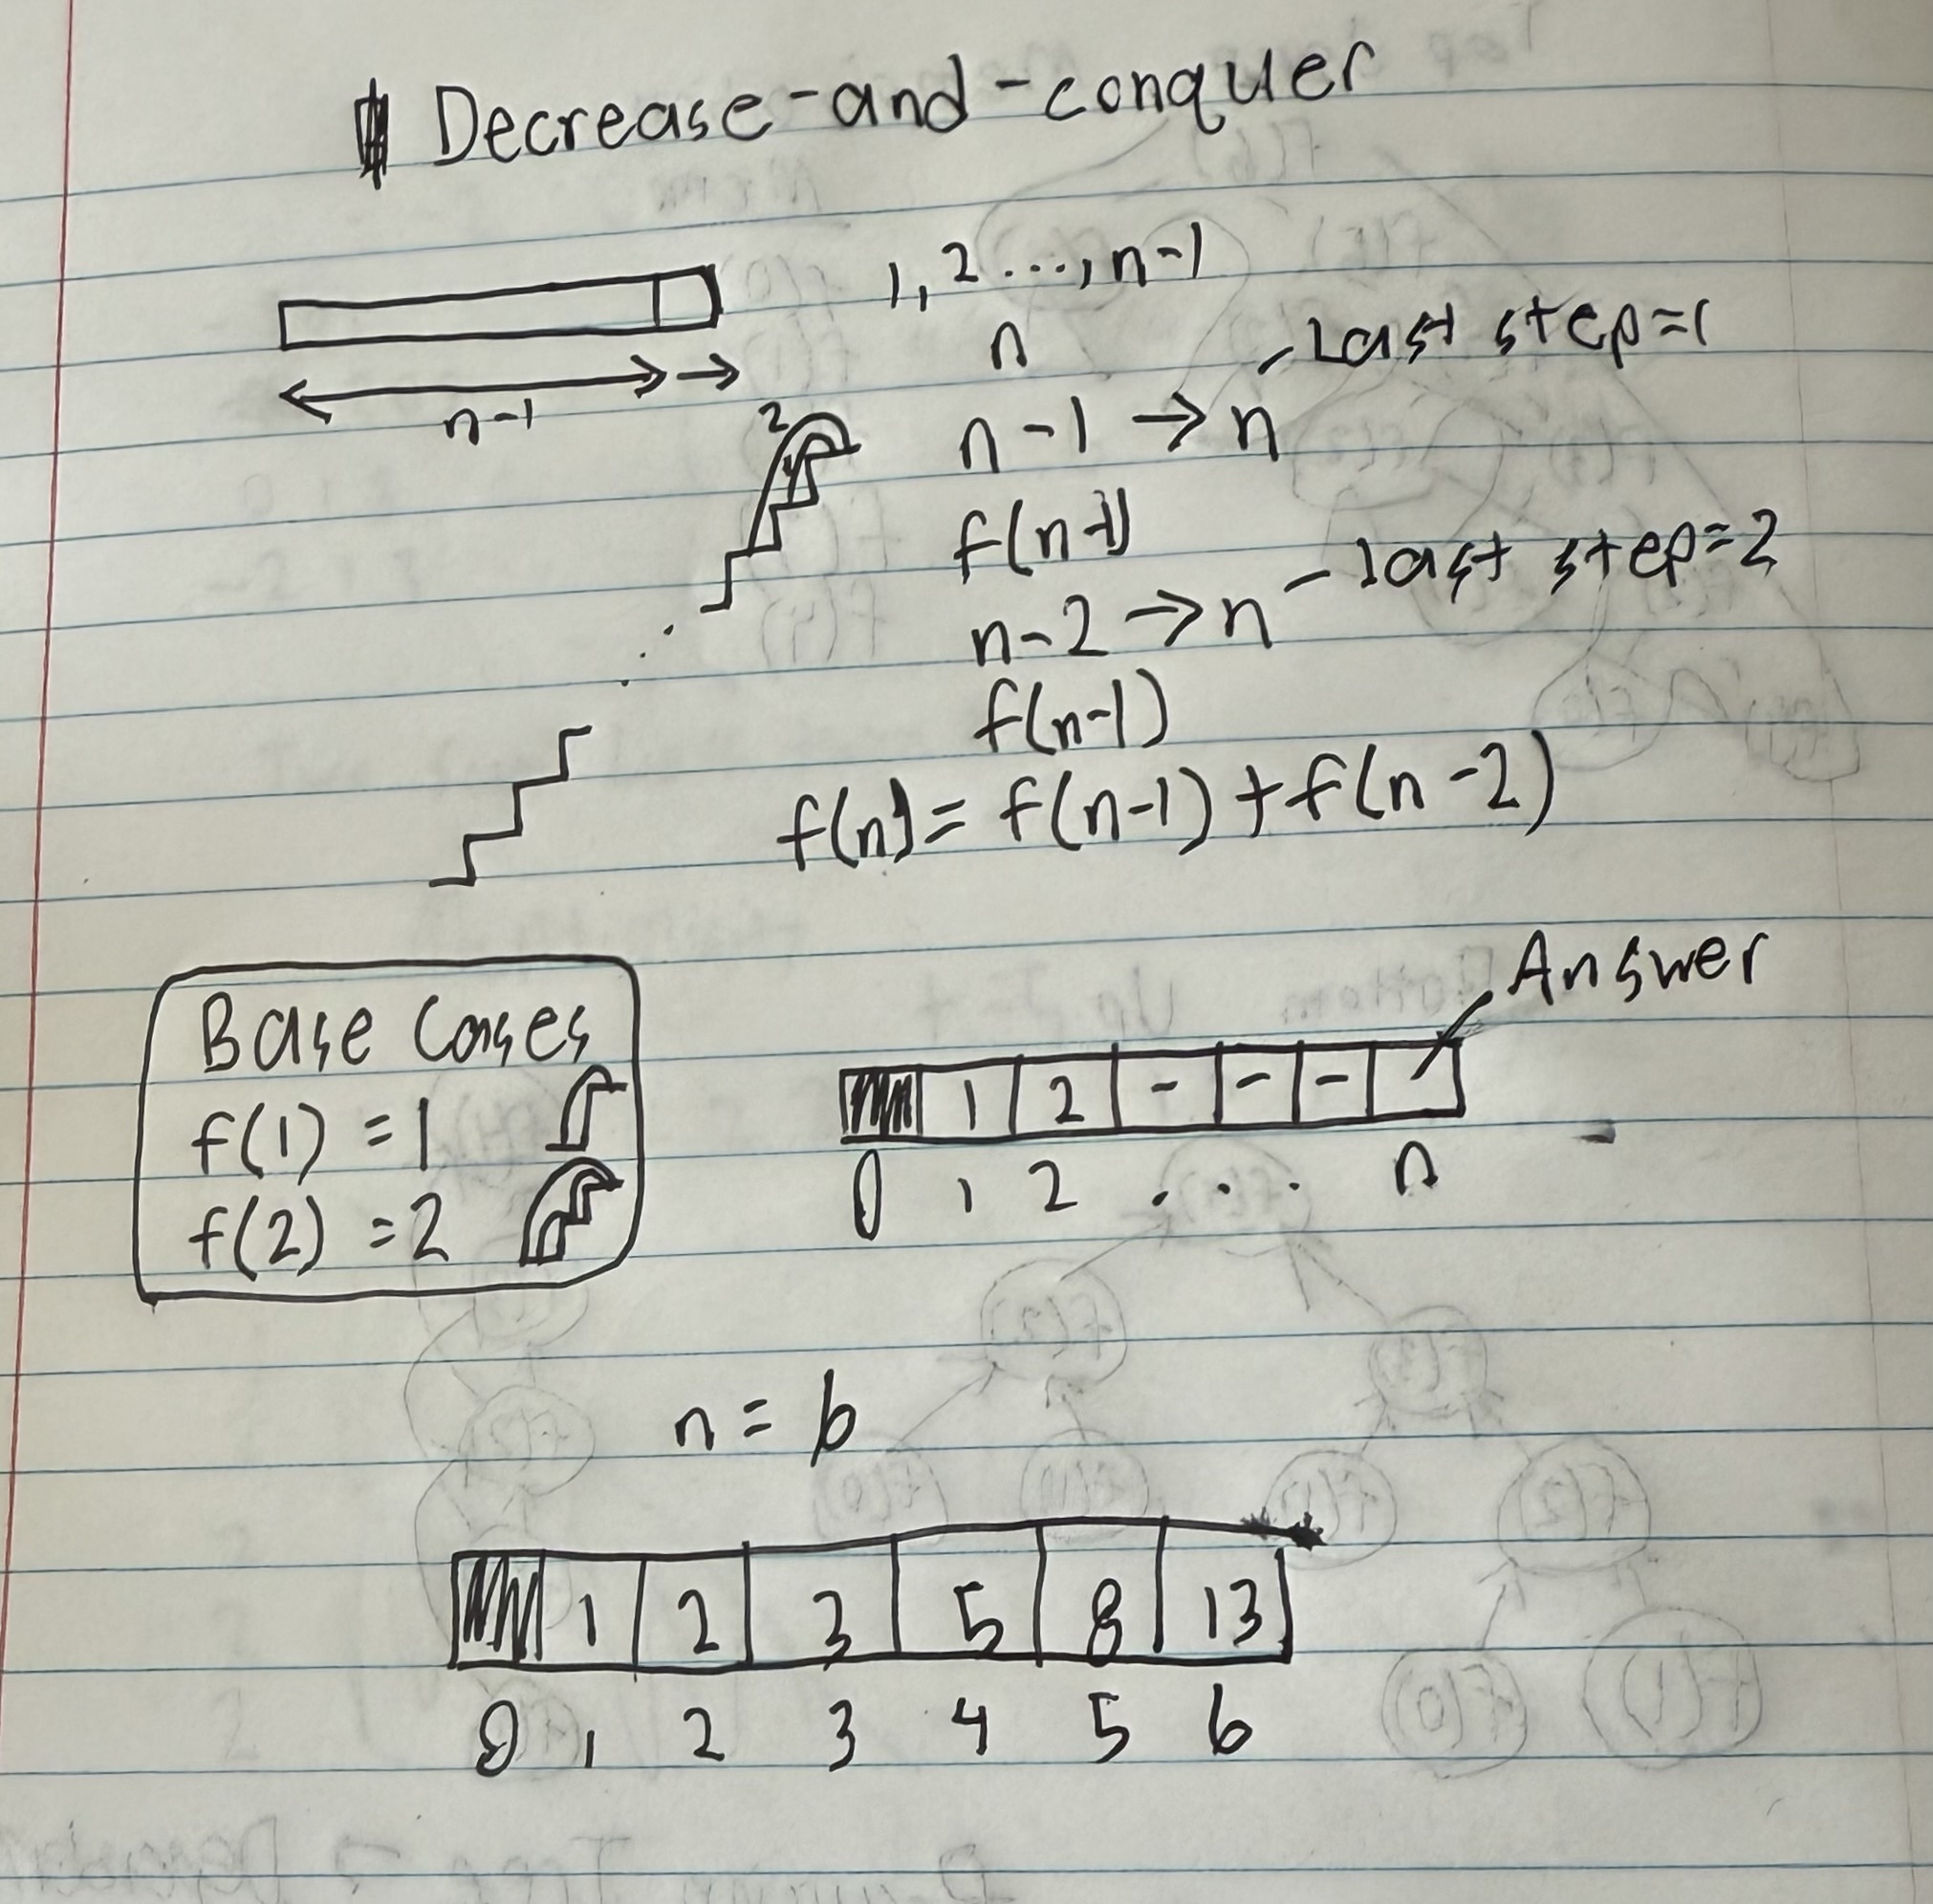 Decrease-and-conquer
1, 2 ..., n-1
n
n-1
2
1
n-1 → n - Last step=1
f(n-1)
n-2 → n - last step=2
f(n-1)
f(n) = f(n-1) + f(n-2)
Base Cases
f(1) = 1
f(2) = 2
Answer
1 2 - - -
0 1 2 . . . n
n = 6
1 2 3 5 8 13
0 1 2 3 4 5 6